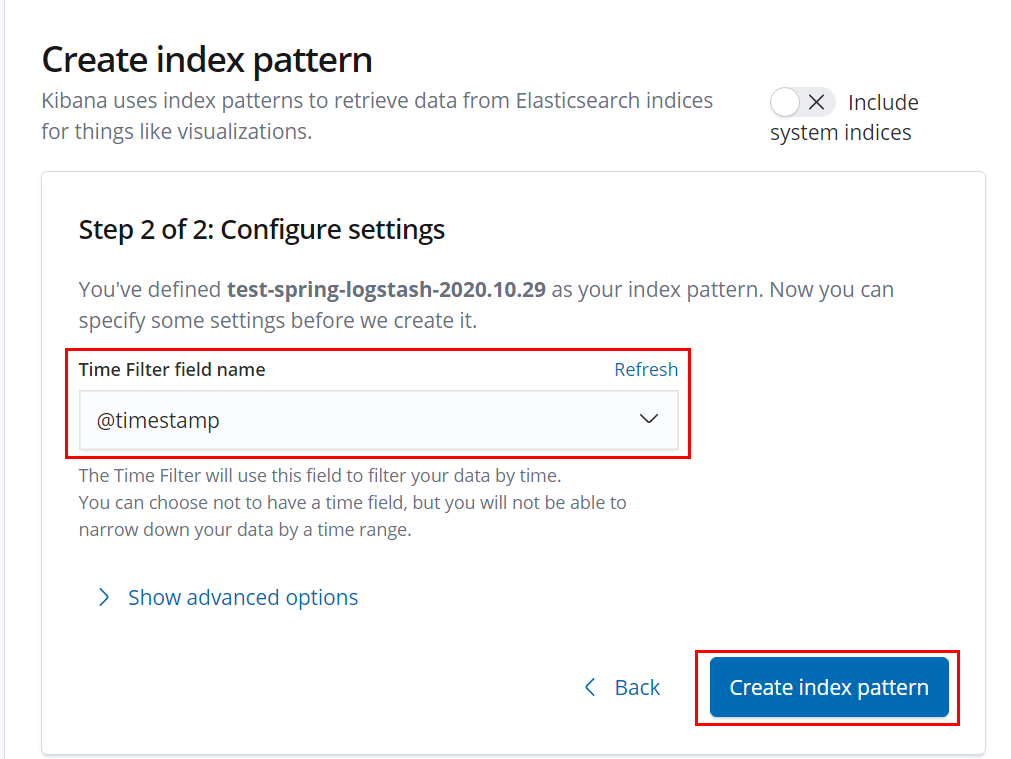 Create index pattern
Kibana uses index patterns to retrieve data from Elasticsearch indices
for things like visualizations.
Include
system indices
Step 2 of 2: Configure settings
You've defined test-spring-logstash-2020.10.29 as your index pattern. Now you can
specify some settings before we create it.
Time Filter field name
Refresh
@timestamp
The Time Filter will use this field to filter your data by time.
You can choose not to have a time field, but you will not be able to
narrow down your data by a time range.
Show advanced options
Back
Create index pattern